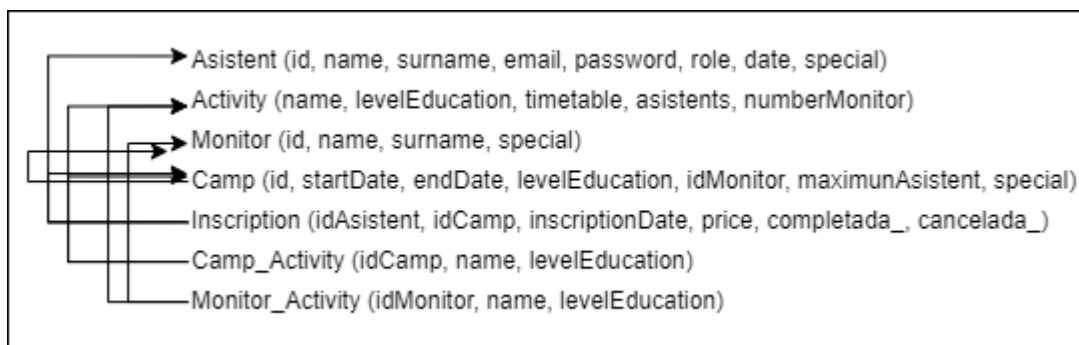 Asistent (id, name, surname, email, password, role, date, special)
Activity (name, levelEducation, timetable, asistents, numberMonitor)
Monitor (id, name, surname, special)
Camp (id, startDate, endDate, levelEducation, idMonitor, maximunAsistent, special)
Inscription (idAsistent, idCamp, inscriptionDate, price, completada_, cancelada_)
Camp_Activity (idCamp, name, levelEducation)
Monitor_Activity (idMonitor, name, levelEducation)